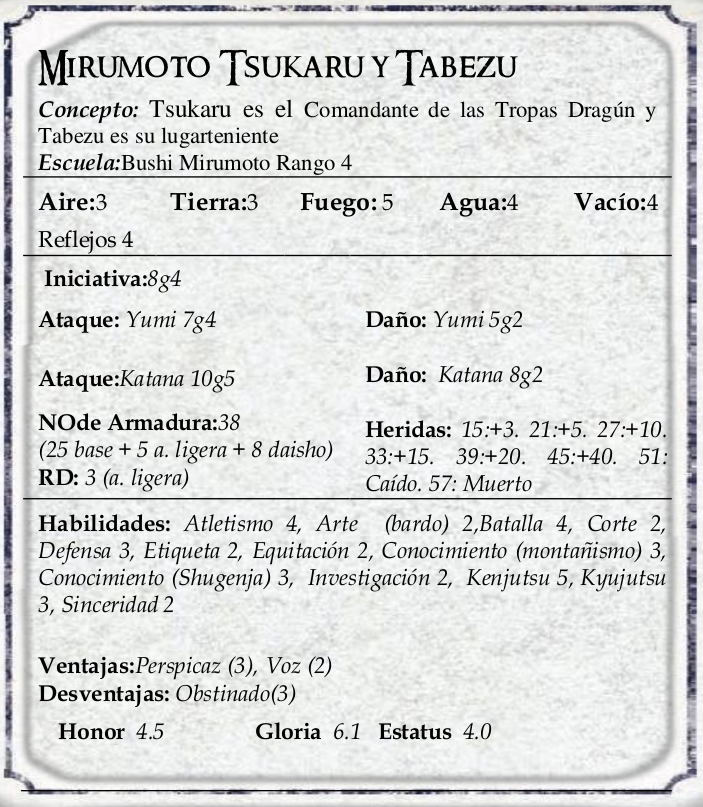 Mirumoto Tsukaru y Tabezu
Concepto: Tsukaru es el Comandante de las Tropas Dragún y
Tabezu es su lugarteniente
Escuela:Bushi Mirumoto Rango 4
Aire:3 Tierra:3 Fuego: 5 Agua:4 Vacío:4
Reflejos 4
Iniciativa:8g4
Ataque: Yumi 7g4 Daño: Yumi 5g2
Ataque:Katana 10g5 Daño: Katana 8g2
NOde Armadura:38
(25 base + 5 a. ligera + 8 daisho)
RD: 3 (a. ligera)
Heridas: 15:+3. 21:+5. 27:+10.
33:+15. 39:+20. 45:+40. 51:
Caído. 57: Muerto
Habilidades: Atletismo 4, Arte (bardo) 2,Batalla 4, Corte 2,
Defensa 3, Etiqueta 2, Equitación 2, Conocimiento (montañismo) 3,
Conocimiento (Shugenja) 3, Investigación 2, Kenjutsu 5, Kyujutsu
3, Sinceridad 2
Ventajas:Perspicaz (3), Voz (2)
Desventajas: Obstinado(3)
Honor 4.5 Gloria 6.1 Estatus 4.0